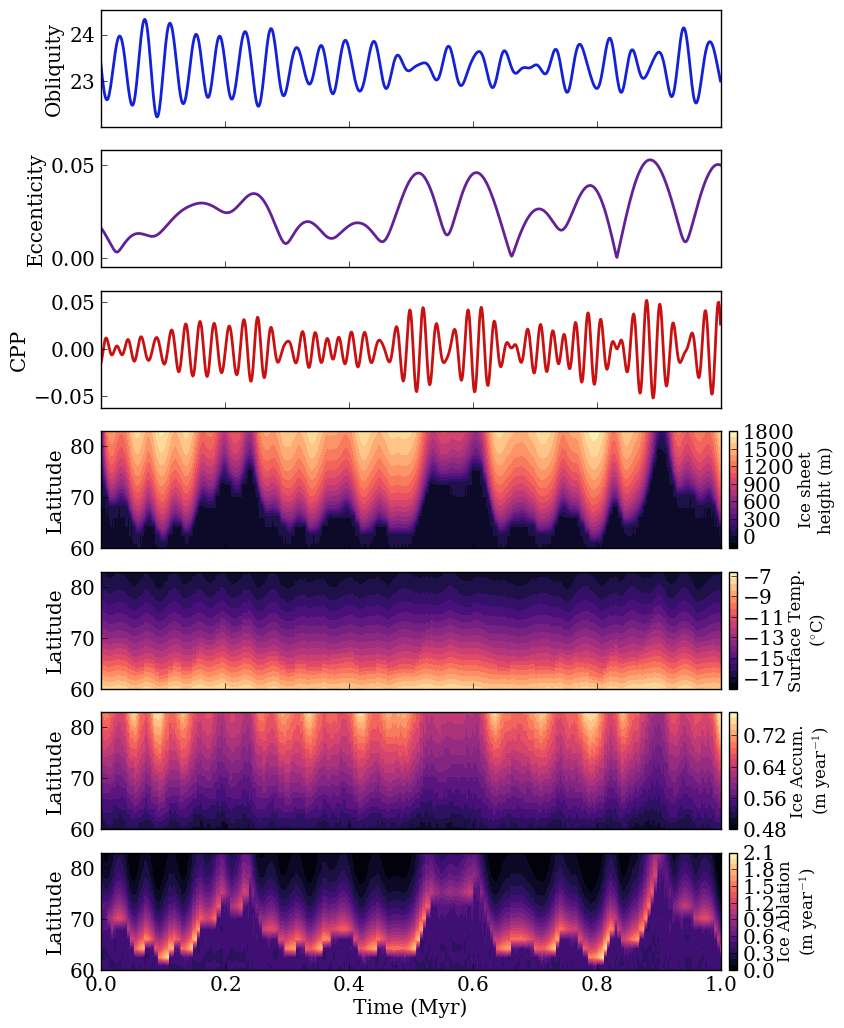 Obliquity
24
23
Eccenticity
0.05
0.00
CPP
0.05
0.00
−0.05
Latitude
80
70
60
1800
1500
1200
900
600
300
0
Ice sheet
height (m)
Latitude
80
70
60
−7
−9
−11
−13
−15
−17
Surface Temp.
(°C)
Latitude
80
70
60
0.72
0.64
0.56
0.48
Ice Accum.
(m year⁻¹)
Latitude
80
70
60
2.1
1.8
1.5
1.2
0.9
0.6
0.3
0.0
Ice Ablation
(m year⁻¹)
0.0 0.2 0.4 0.6 0.8 1.0
Time (Myr)